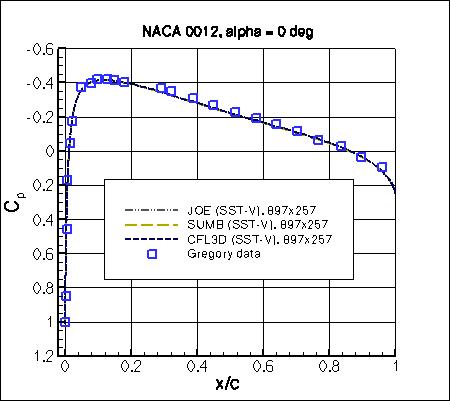 NACA 0012, alpha = 0 deg
-0.6
-0.4
-0.2
0
0.2
0.4
0.6
0.8
1
1.2
Cp
JOE (SST-V), 897x257
SUMB (SST-V), 897x257
CFL3D (SST-V), 897x257
Gregory data
0 0.2 0.4 0.6 0.8 1
x/c